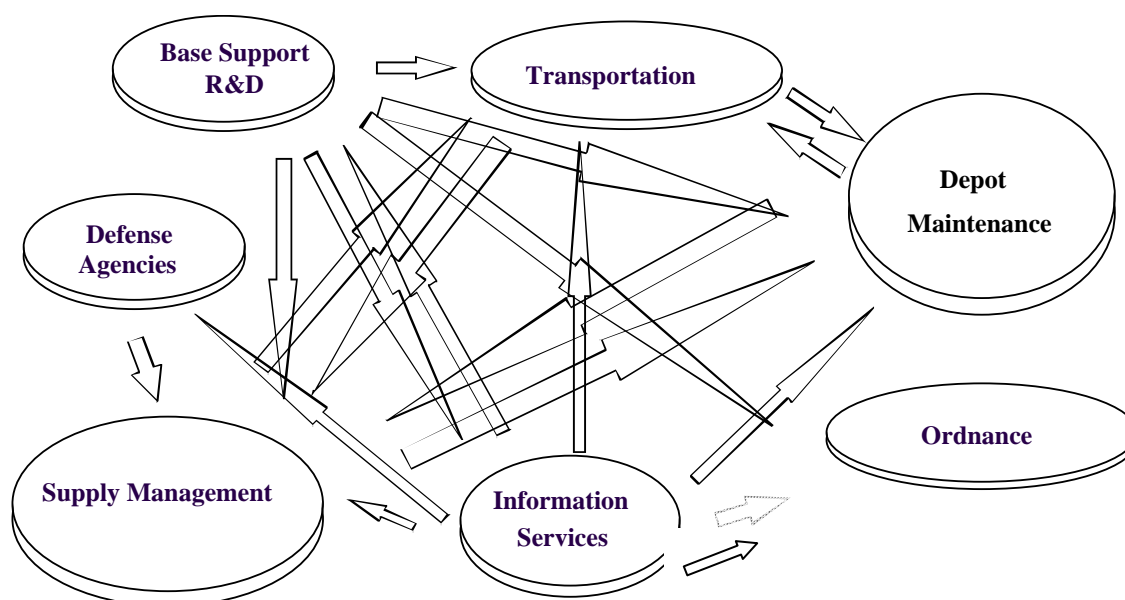 Base Support
R&D
Transportation
Depot
Maintenance
Defense
Agencies
Ordnance
Supply Management
Information
Services